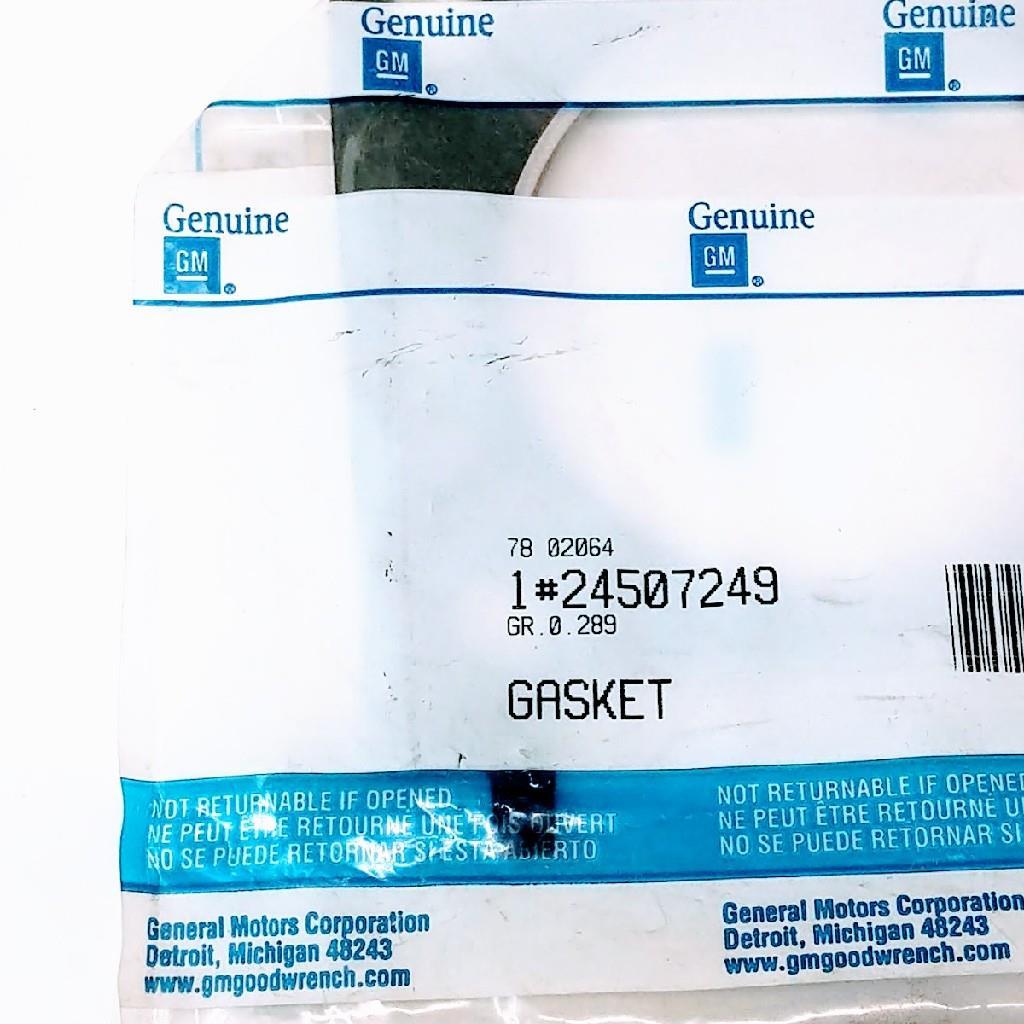 Genuine
GM
®
Genuine
GM
®
Genuine
GM
®
Genuine
GM
®
78 02064
1#24507249
GR.0.289
GASKET
NOT RETURNABLE IF OPENED
NE PEUT ÊTRE RETOURNE UNE FOIS OUVERT
NO SE PUEDE RETORNAR SI ESTA ABIERTO
NOT RETURNABLE IF OPENED
NE PEUT ÊTRE RETOURNE U
NO SE PUEDE RETORNAR SI
General Motors Corporation
Detroit, Michigan 48243
www.gmgoodwrench.com
General Motors Corporation
Detroit, Michigan 48243
www.gmgoodwrench.com